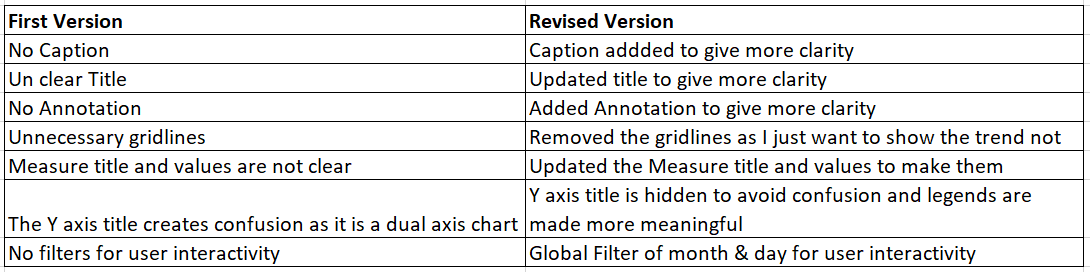 First Version Revised Version
No Caption Caption addded to give more clarity
Un clear Title Updated title to give more clarity
No Annotation Added Annotation to give more clarity
Unnecessary gridlines Removed the gridlines as I just want to show the trend not
Measure title and values are not clear Updated the Measure title and values to make them
Y axis title is hidden to avoid confusion and legends are
The Y axis title creates confusion as it is a dual axis chart made more meaningful
No filters for user interactivity Global Filter of month & day for user interactivity